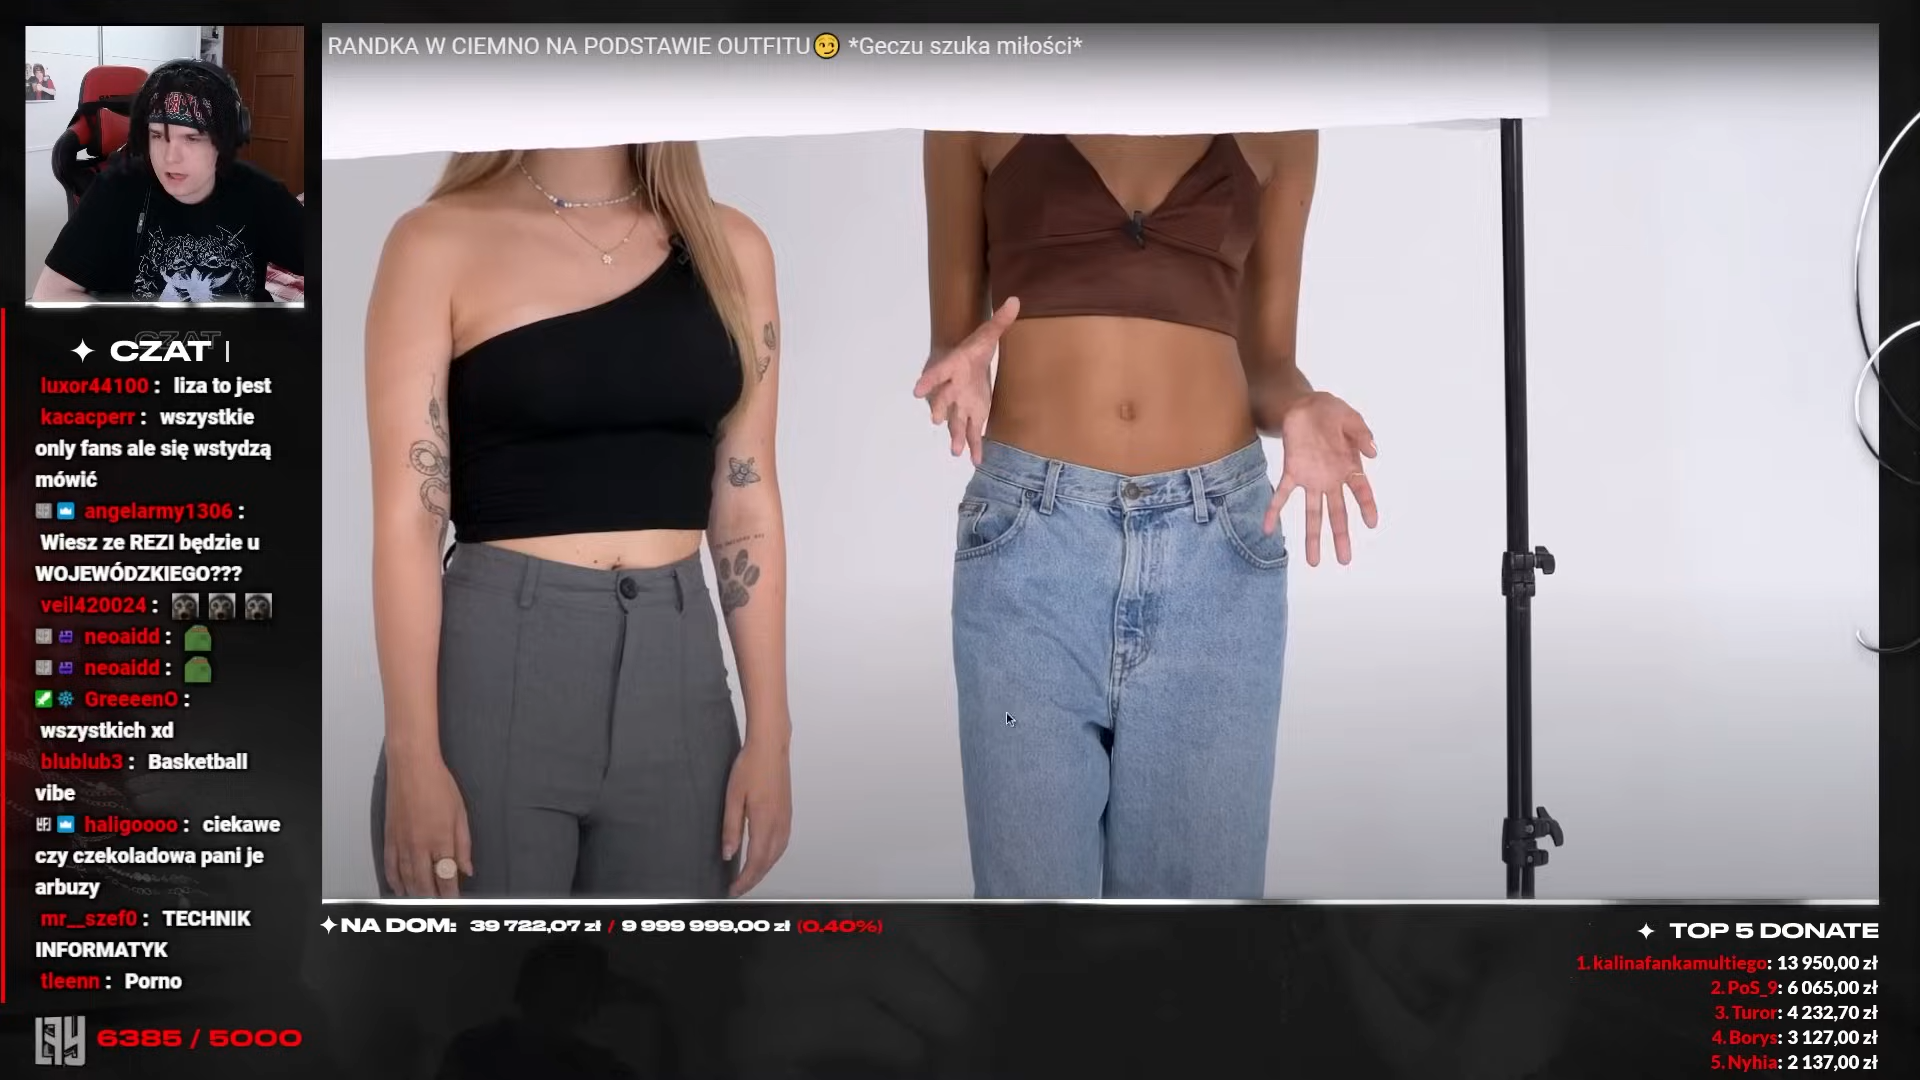 RANDKA W CIEMNO NA PODSTAWIE OUTFITU😏 *Geczu szuka miłości*
CZAT
luxor44100 : liza to jest
kacacperr : wszystkie
only fans ale się wstydzą
mówić
angelarmy1306 :
Wiesz ze REZI będzie u
WOJEWÓDZKIEGO???
veil420024 :
neoaidd :
neoaidd :
GreeeenO :
wszystkich xd
blublub3 : Basketball
vibe
haligoooo : ciekawe
czy czekoladowa pani je
arbuzy
mr__szef0 : TECHNIK
INFORMATYK
tleenn : Porno
6385 / 5000
NA DOM: 39 722,07 zł / 9 999 999,00 zł (0.40%)
TOP 5 DONATE
1. kalinafankamultiego: 13 950,00 zł
2. PoS_9: 6 065,00 zł
3. Turor: 4 232,70 zł
4. Borys: 3 127,00 zł
5. Nyhia: 2 137,00 zł